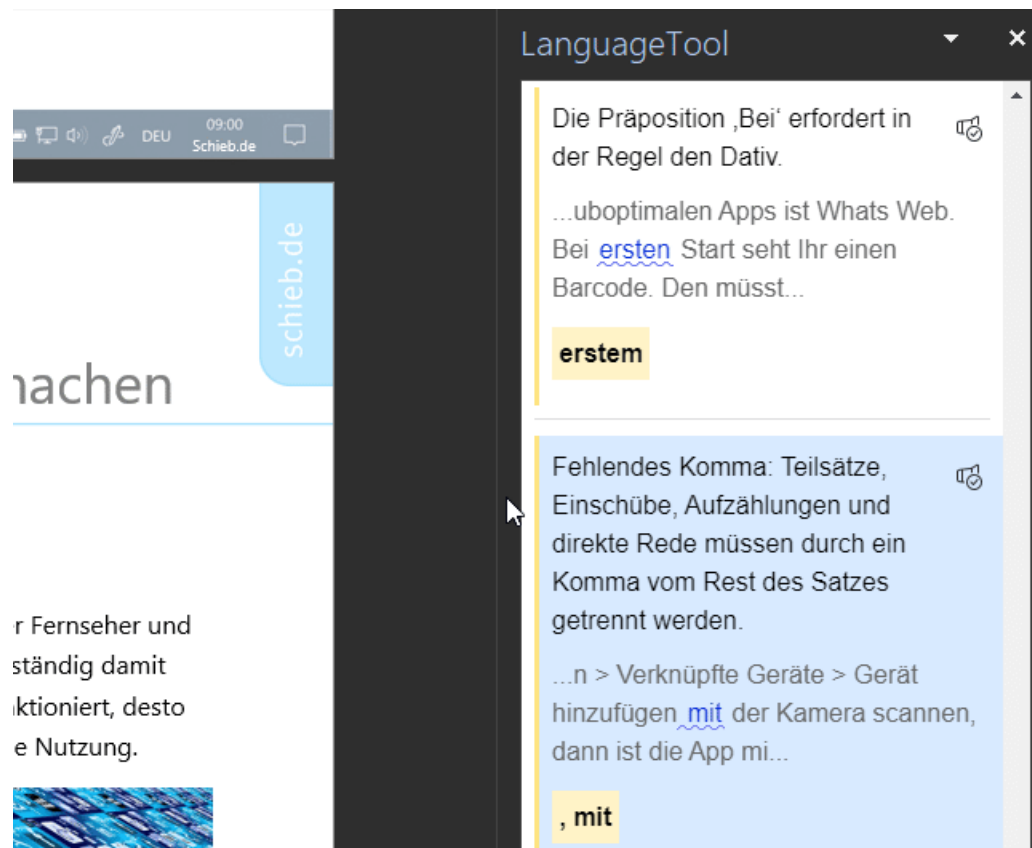 LanguageTool
DEU
09:00
Schieb.de
schieb.de
machen
r Fernseher und
ständig damit
ktioniert, desto
e Nutzung.
Die Präposition ‚Bei‘ erfordert in
der Regel den Dativ.
...uboptimalen Apps ist Whats Web.
Bei ersten Start seht Ihr einen
Barcode. Den müsst...
erstem
Fehlendes Komma: Teilsätze,
Einschübe, Aufzählungen und
direkte Rede müssen durch ein
Komma vom Rest des Satzes
getrennt werden.
...n > Verknüpfte Geräte > Gerät
hinzufügen mit der Kamera scannen,
dann ist die App mi...
, mit